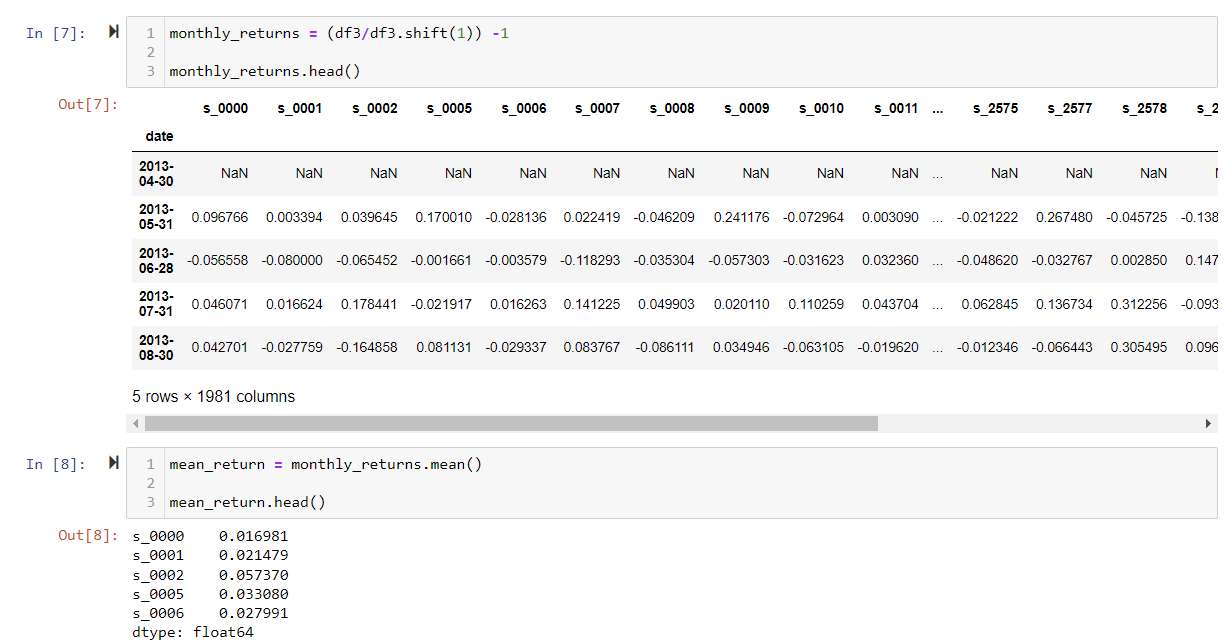 In [7]:
1 monthly_returns = (df3/df3.shift(1)) -1
2
3 monthly_returns.head()
Out[7]:
s_0000 s_0001 s_0002 s_0005 s_0006 s_0007 s_0008 s_0009 s_0010 s_0011 ... s_2575 s_2577 s_2578 s_2
date
2013-
04-30 NaN NaN NaN NaN NaN NaN NaN NaN NaN NaN ... NaN NaN NaN
2013-
05-31 0.096766 0.003394 0.039645 0.170010 -0.028136 0.022419 -0.046209 0.241176 -0.072964 0.003090 ... -0.021222 0.267480 -0.045725 -0.138
2013-
06-28 -0.056558 -0.080000 -0.065452 -0.001661 -0.003579 -0.118293 -0.035304 -0.057303 -0.031623 0.032360 ... -0.048620 -0.032767 0.002850 0.147
2013-
07-31 0.046071 0.016624 0.178441 -0.021917 0.016263 0.141225 0.049903 0.020110 0.110259 0.043704 ... 0.062845 0.136734 0.312256 -0.093
2013-
08-30 0.042701 -0.027759 -0.164858 0.081131 -0.029337 0.083767 -0.086111 0.034946 -0.063105 -0.019620 ... -0.012346 -0.066443 0.305495 0.096
5 rows × 1981 columns
In [8]:
1 mean_return = monthly_returns.mean()
2
3 mean_return.head()
Out[8]:
s_0000 0.016981
s_0001 0.021479
s_0002 0.057370
s_0005 0.033080
s_0006 0.027991
dtype: float64